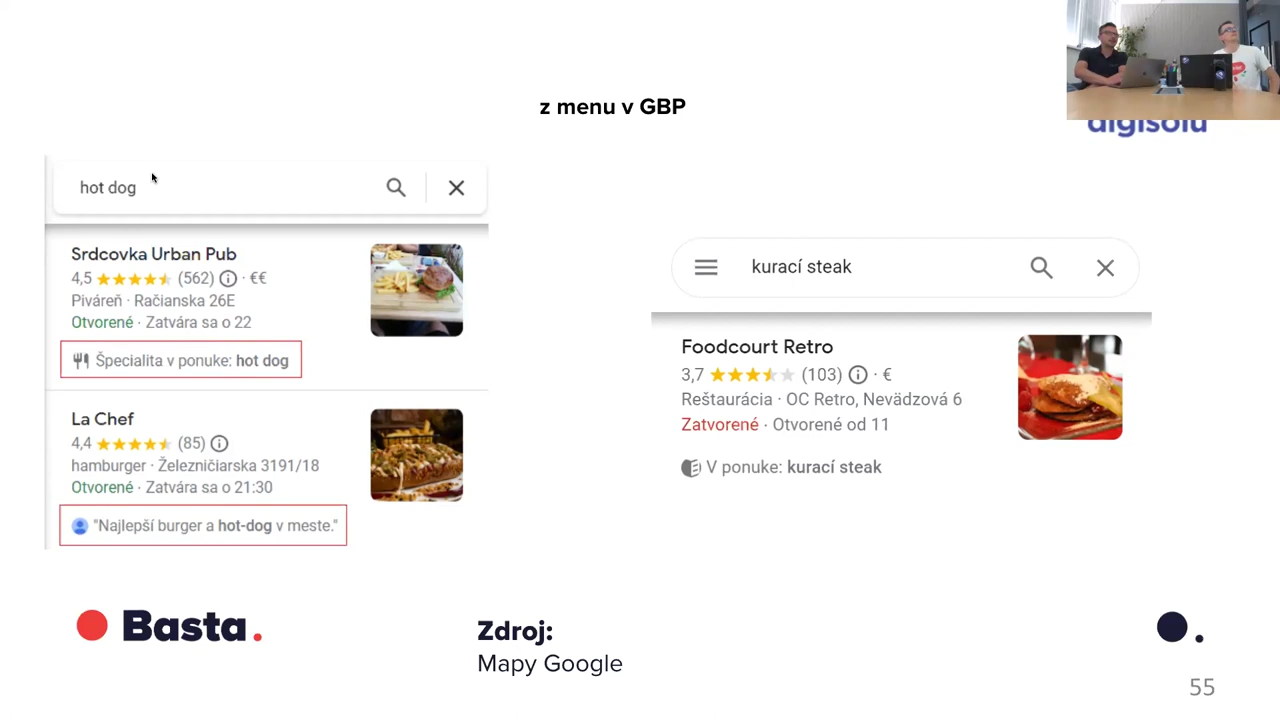 z menu v GBP
digisolu
hot dog
Srdcovka Urban Pub
4,5 (562) · €€
Piváreň · Račianska 26E
Otvorené · Zatvára sa o 22
Špecialita v ponuke: hot dog
La Chef
4,4 (85)
hamburger · Železničiarska 3191/18
Otvorené · Zatvára sa o 21:30
"Najlepší burger a hot-dog v meste."
kurací steak
Foodcourt Retro
3,7 (103) · €
Reštaurácia · OC Retro, Nevädzová 6
Zatvorené · Otvorené od 11
V ponuke: kurací steak
Basta.
Zdroj:
Mapy Google
55